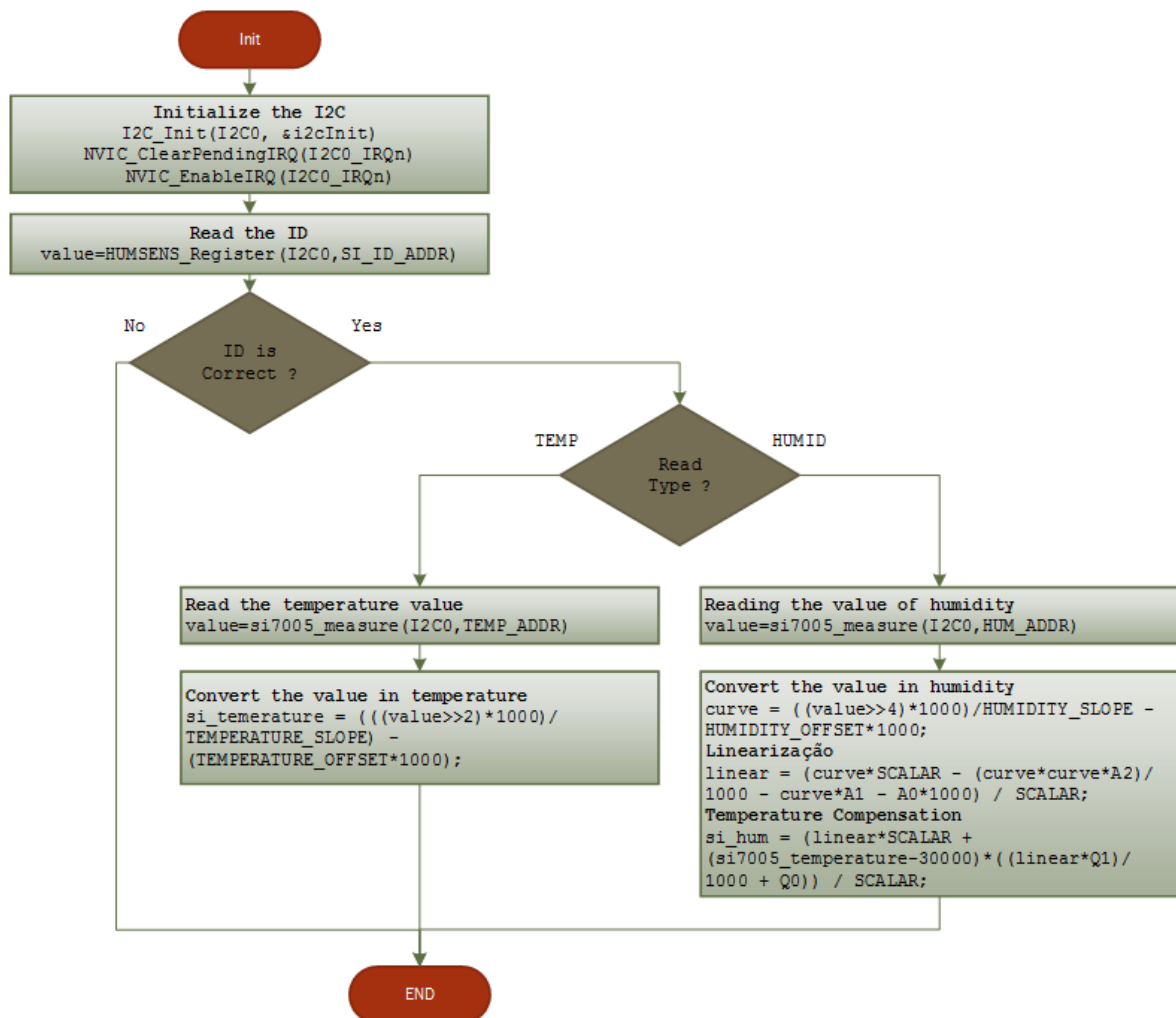 Init
Initialize the I2C
I2C_Init(I2C0, &i2cInit)
NVIC_ClearPendingIRQ(I2C0_IRQn)
NVIC_EnableIRQ(I2C0_IRQn)
Read the ID
value=HUMSENS_Register(I2C0,SI_ID_ADDR)
No
Yes
ID is
Correct ?
TEMP
HUMID
Read
Type ?
Read the temperature value
value=si7005_measure(I2C0,TEMP_ADDR)
Convert the value in temperature
si_temerature = (((value>>2)*1000)/
TEMPERATURE_SLOPE) -
(TEMPERATURE_OFFSET*1000);
Reading the value of humidity
value=si7005_measure(I2C0,HUM_ADDR)
Convert the value in humidity
curve = ((value>>4)*1000)/HUMIDITY_SLOPE -
HUMIDITY_OFFSET*1000;
Linearização
linear = (curve*SCALAR - (curve*curve*A2)/
1000 - curve*A1 - A0*1000) / SCALAR;
Temperature Compensation
si_hum = (linear*SCALAR +
(si7005_temperature-30000)*((linear*Q1)/
1000 + Q0)) / SCALAR;
END